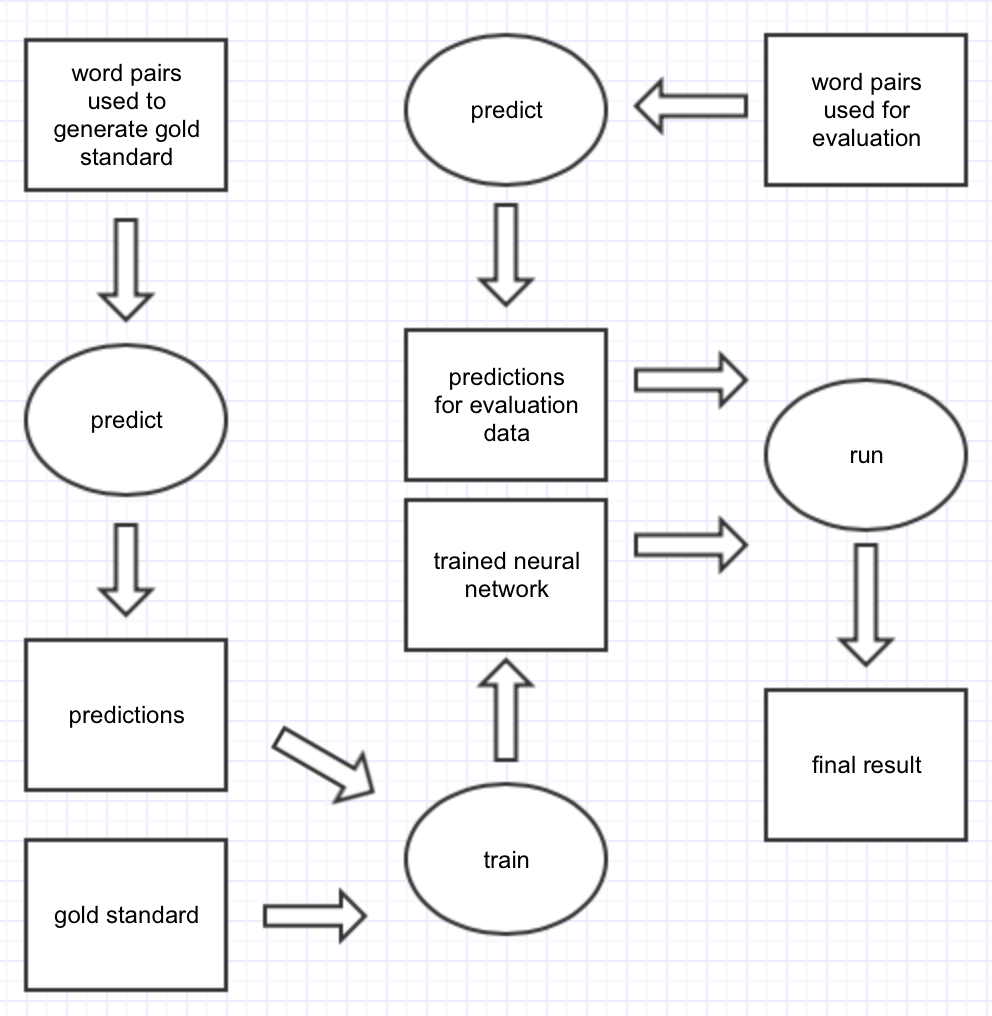 word pairs
used to
generate gold
standard
predict
predictions
gold standard
predict
predictions
for evaluation
data
trained neural
network
train
word pairs
used for
evaluation
run
final result